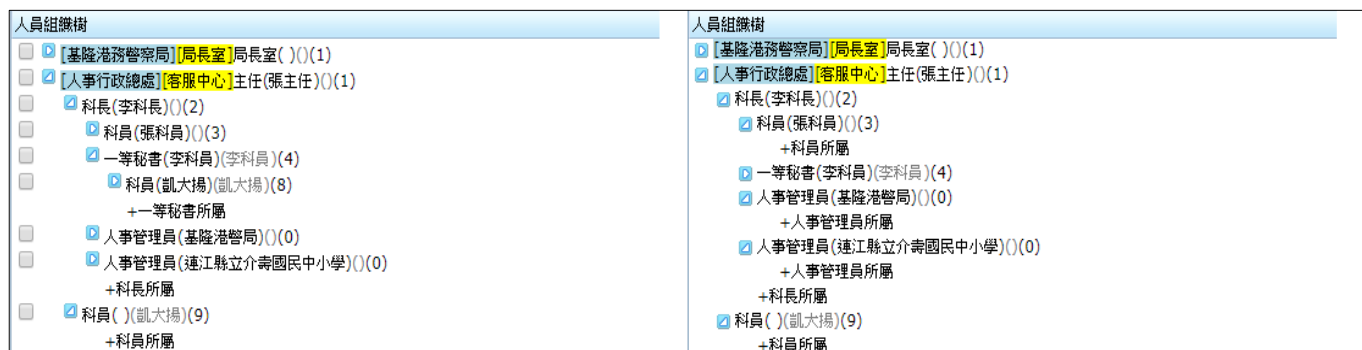 人員組織樹
[基隆港務警察局][局長室]局長室( )()(1)
[人事行政總處][客服中心]主任(張主任)()(1)
科長(李科長)()(2)
科員(張科員)()(3)
一等秘書(李科員)(李科員)(4)
科員(凱大揚)(凱大揚)(8)
+一等秘書所屬
人事管理員(基隆港警局)()(0)
人事管理員(連江縣立介壽國民中小學)()(0)
+科長所屬
科員( )(凱大揚)(9)
+科員所屬
人員組織樹
[基隆港務警察局][局長室]局長室( )()(1)
[人事行政總處][客服中心]主任(張主任)()(1)
科長(李科長)()(2)
科員(張科員)()(3)
+科員所屬
一等秘書(李科員)(李科員)(4)
人事管理員(基隆港警局)()(0)
+人事管理員所屬
人事管理員(連江縣立介壽國民中小學)()(0)
+人事管理員所屬
+科長所屬
科員( )(凱大揚)(9)
+科員所屬